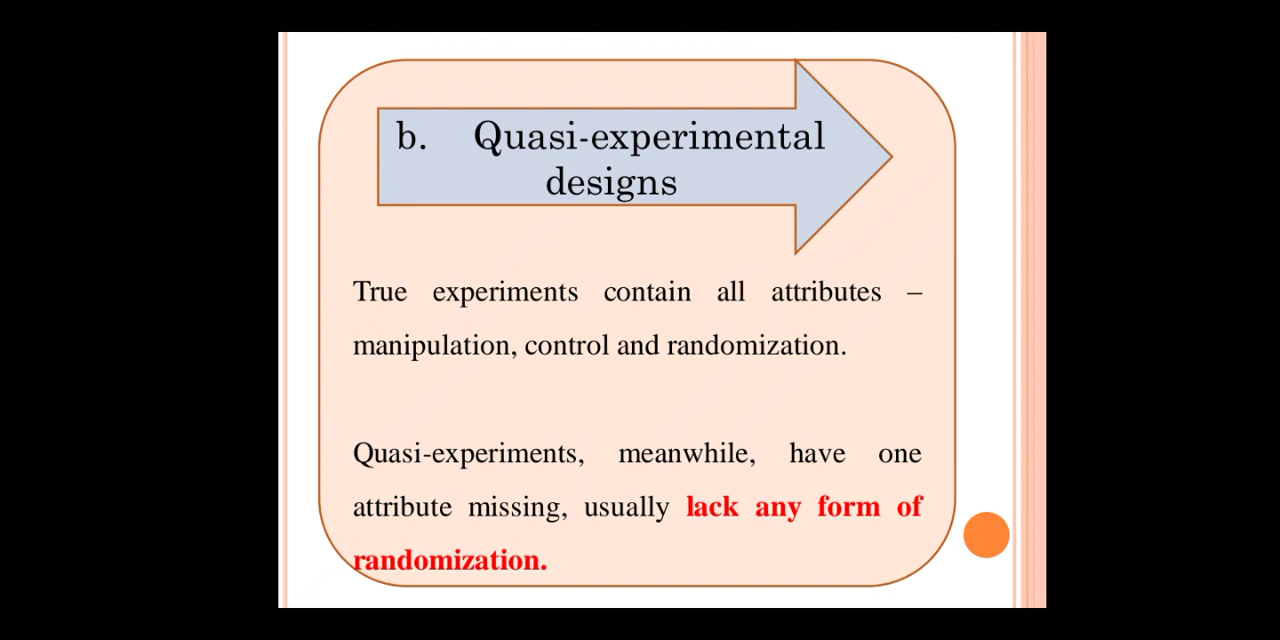 b. Quasi-experimental
designs
True experiments contain all attributes –
manipulation, control and randomization.
Quasi-experiments, meanwhile, have one
attribute missing, usually lack any form of
randomization.